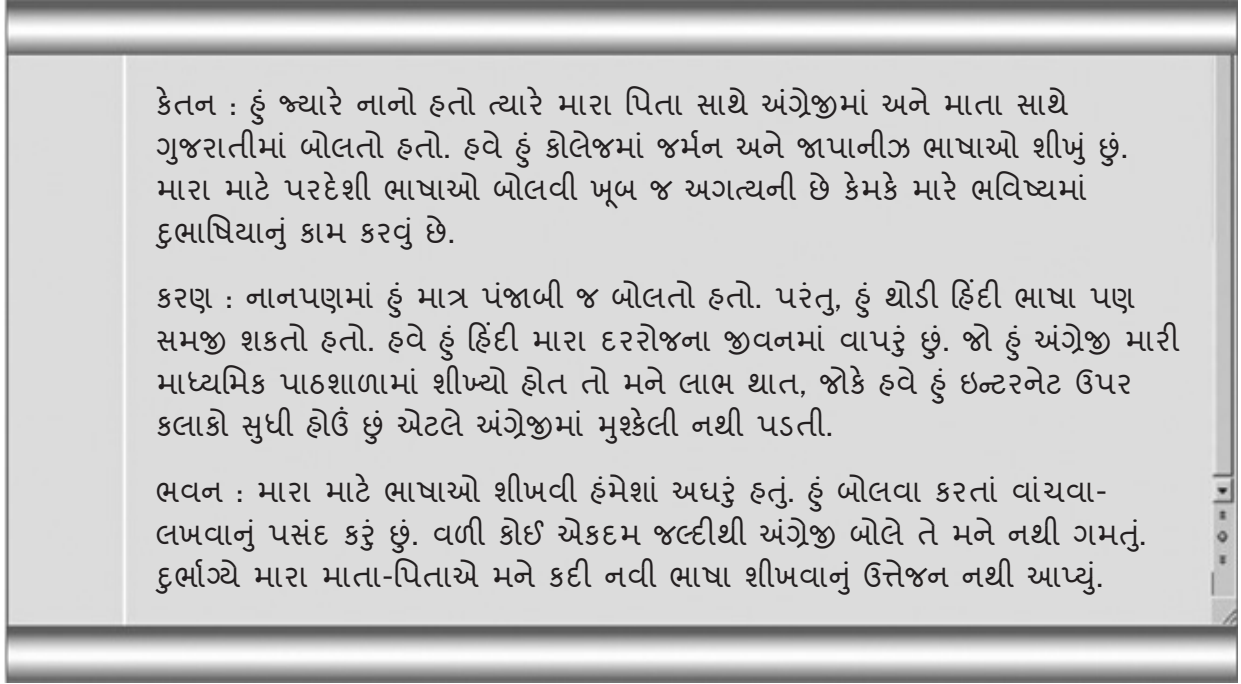 કેતન : હું જ્યારે નાનો હતો ત્યારે મારા પિતા સાથે અંગ્રેજીમાં અને માતા સાથે
ગુજરાતીમાં બોલતો હતો. હવે હું કોલેજમાં જર્મન અને જાપાનીઝ ભાષાઓ શીખું છું.
મારા માટે પરદેશી ભાષાઓ બોલવી ખૂબ જ અગત્યની છે કેમકે મારે ભવિષ્યમાં
દુભાષિયાનું કામ કરવું છે.
કરણ : નાનપણમાં હું માત્ર પંજાબી જ બોલતો હતો. પરંતુ, હું થોડી હિંદી ભાષા પણ
સમજી શકતો હતો. હવે હું હિંદી મારા દરરોજના જીવનમાં વાપરું છું. જો હું અંગ્રેજી મારી
માધ્યમિક પાઠશાળામાં શીખ્યો હોત તો મને લાભ થાત, જોકે હવે હું ઇન્ટરનેટ ઉપર
કલાકો સુધી હોઉં છું એટલે અંગ્રેજીમાં મુશ્કેલી નથી પડતી.
ભવન : મારા માટે ભાષાઓ શીખવી હંમેશાં અઘરું હતું. હું બોલવા કરતાં વાંચવા-
લખવાનું પસંદ કરું છું. વળી કોઈ એકદમ જલ્દીથી અંગ્રેજી બોલે તે મને નથી ગમતું.
દુર્ભાગ્યે મારા માતા-પિતાએ મને કદી નવી ભાષા શીખવાનું ઉત્તેજન નથી આપ્યું.